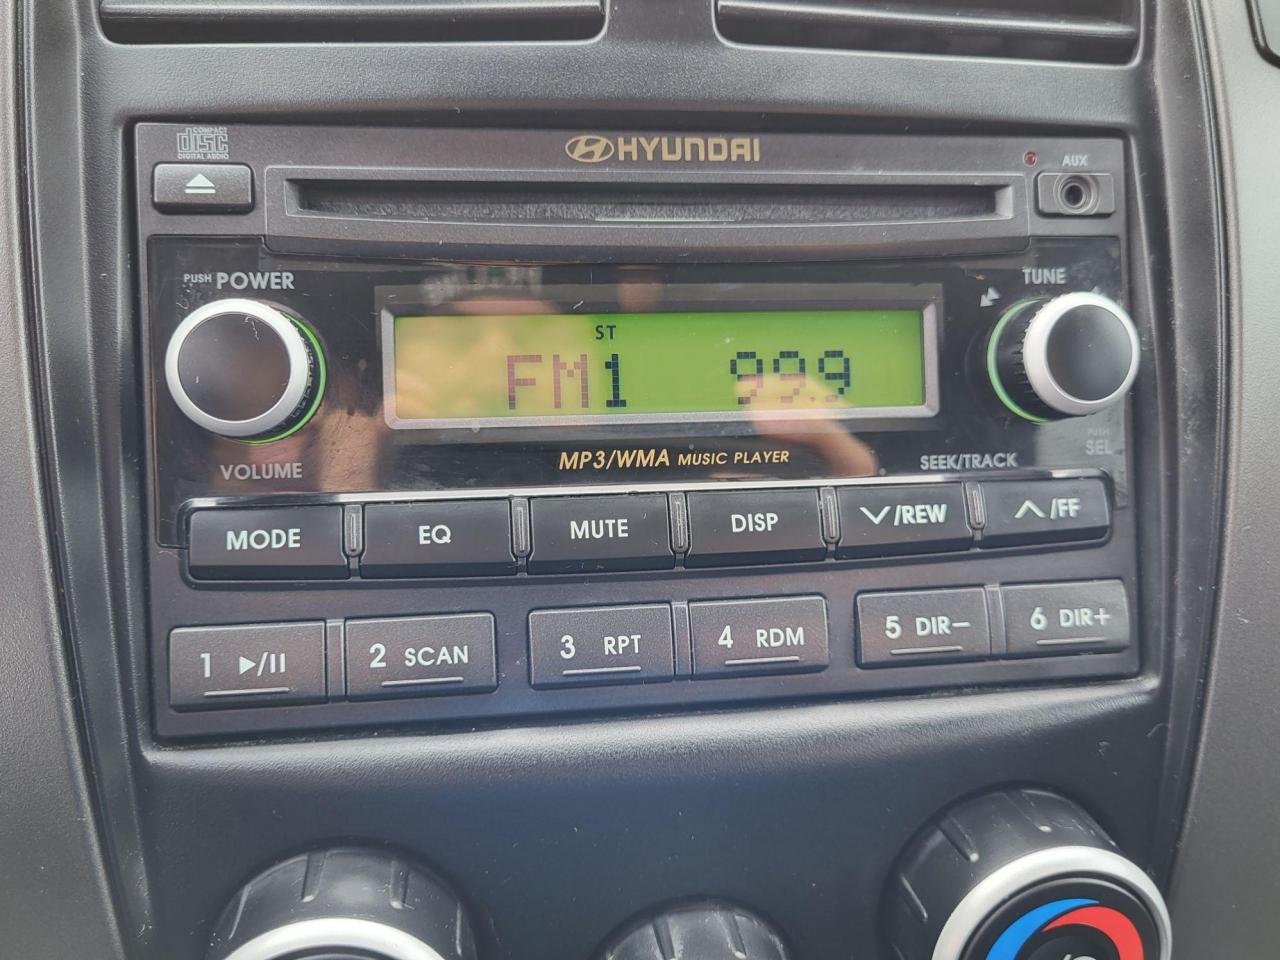 COMPACT
disc
DIGITAL AUDIO
HYUNDAI
AUX
PUSH POWER
TUNE
ST
FM1 99.9
VOLUME
MP3/WMA MUSIC PLAYER
SEEK/TRACK
PUSH
SEL
MODE
EQ
MUTE
DISP
/REW
/FF
1
2 SCAN
3 RPT
4 RDM
5 DIR−
6 DIR+